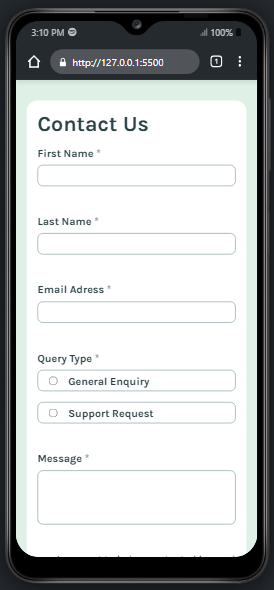 3:10 PM
100%
http://127.0.0.1:5500
1
Contact Us
First Name *
Last Name *
Email Adress *
Query Type *
General Enquiry
Support Request
Message *